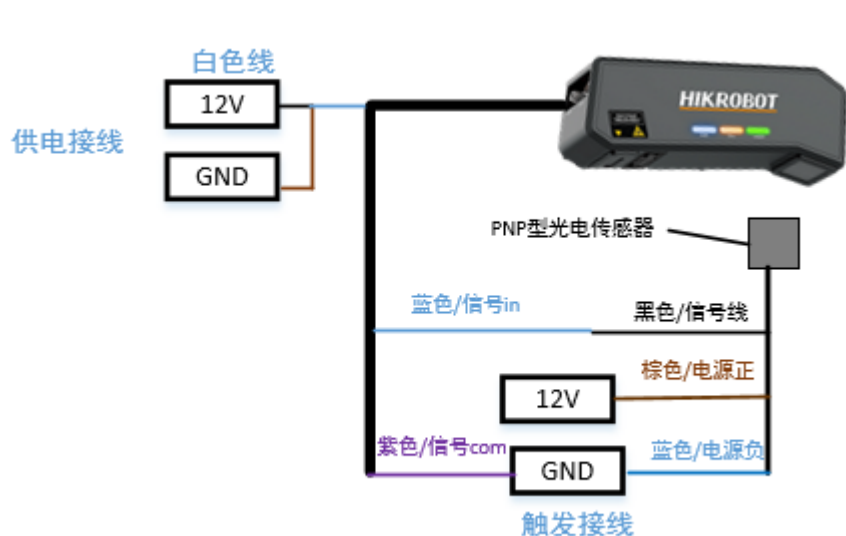 白色线
12V
供电接线
GND
HIKROBOT
PNP型光电传感器
蓝色/信号in
黑色/信号线
棕色/电源正
12V
紫色/信号com
GND
蓝色/电源负
触发接线